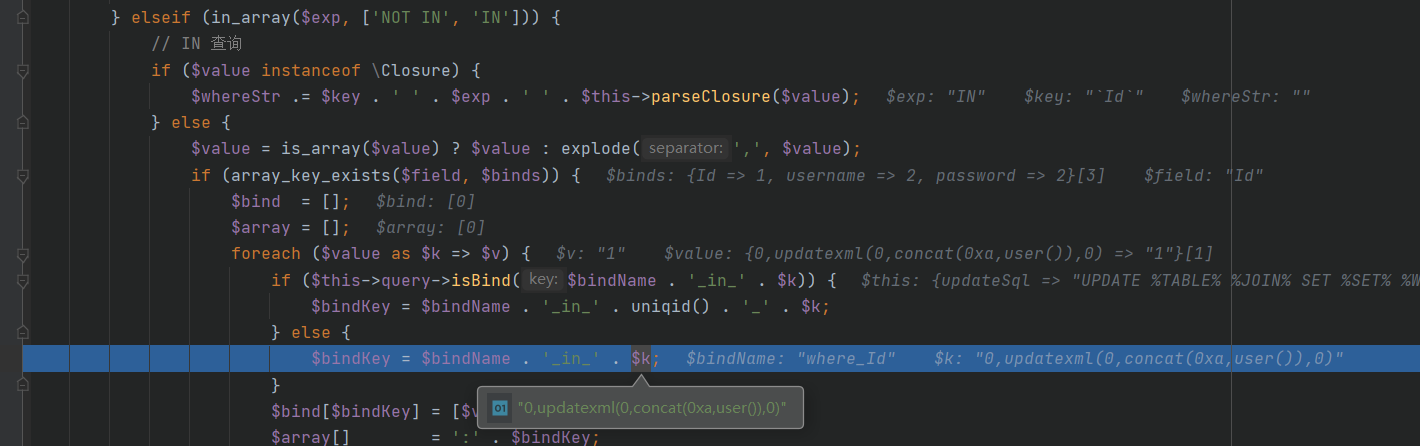 } elseif (in_array($exp, ['NOT IN', 'IN'])) {
// IN 查询
if ($value instanceof \Closure) {
$whereStr .= $key . ' ' . $exp . ' ' . $this->parseClosure($value);   $exp: "IN"   $key: "`Id`"   $whereStr: ""
} else {
$value = is_array($value) ? $value : explode( separator: ',', $value);
if (array_key_exists($field, $binds)) {   $binds: {Id => 1, username => 2, password => 2}[3]   $field: "Id"
$bind  = [];   $bind: [0]
$array = [];   $array: [0]
foreach ($value as $k => $v) {   $v: "1"   $value: {0,updatexml(0,concat(0xa,user()),0) => "1"}[1]
if ($this->query->isBind( key: $bindName . '_in_' . $k)) {   $this: {updateSql => "UPDATE %TABLE% %JOIN% SET %SET% %W
$bindKey = $bindName . '_in_' . uniqid() . '_' . $k;
} else {
$bindKey = $bindName . '_in_' . $k;   $bindName: "where_Id"   $k: "0,updatexml(0,concat(0xa,user()),0)"
}
01 "0,updatexml(0,concat(0xa,user()),0)"
$bind[$bindKey] = [$v
$array[]        = ':' . $bindKey;